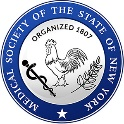 MEDICAL SOCIETY OF THE STATE OF NEW YORK
ORGANIZED 1807